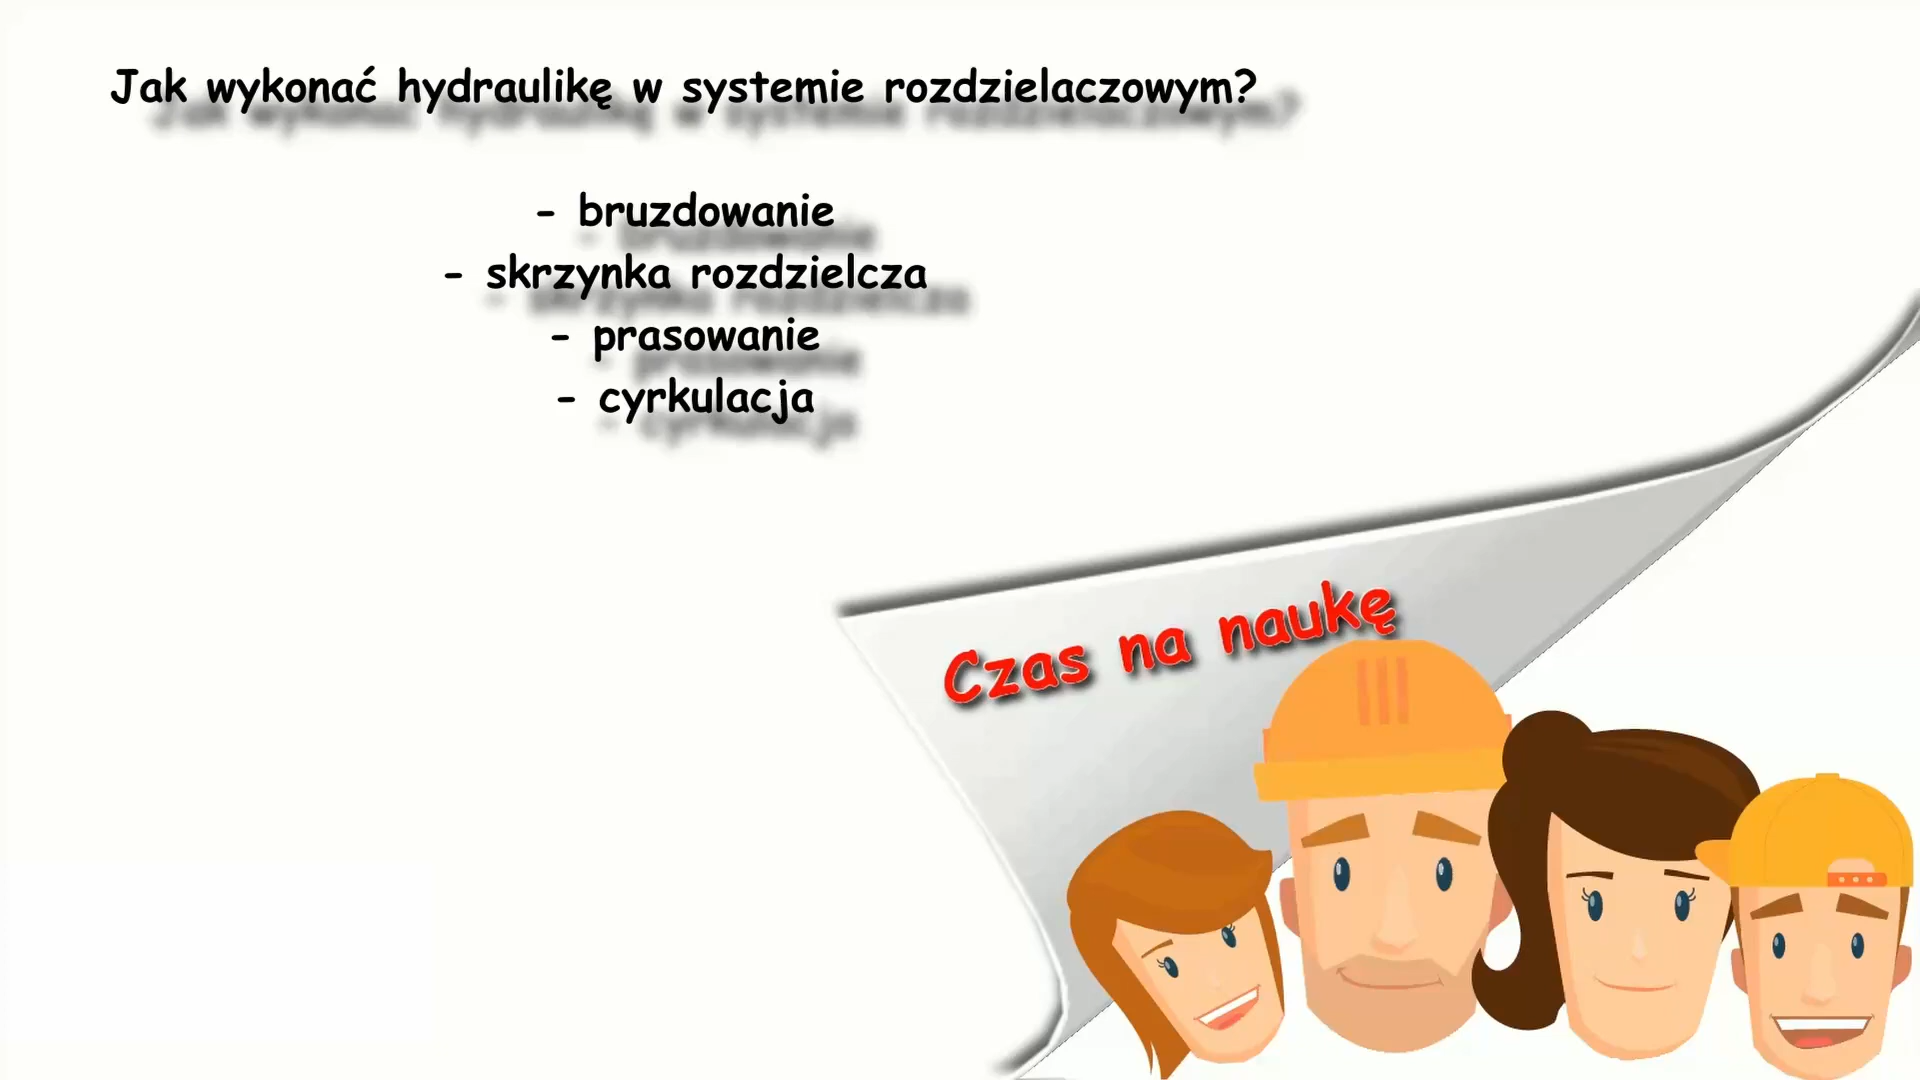 Jak wykonać hydraulikę w systemie rozdzielaczowym?
- bruzdowanie
- skrzynka rozdzielcza
- prasowanie
- cyrkulacja
Czas na naukę